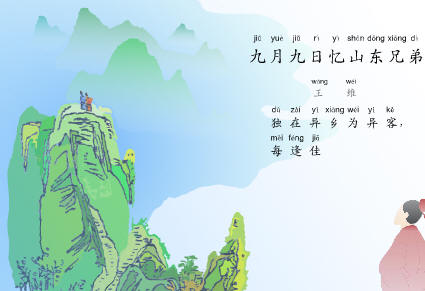 jiǔ yuè jiǔ rì yì shān dōng xiōng dì
九月九日忆山东兄弟
wáng wéi
王 维
dú zài yì xiāng wéi yì kè
独在异乡为异客，
měi féng jiā
每逢佳